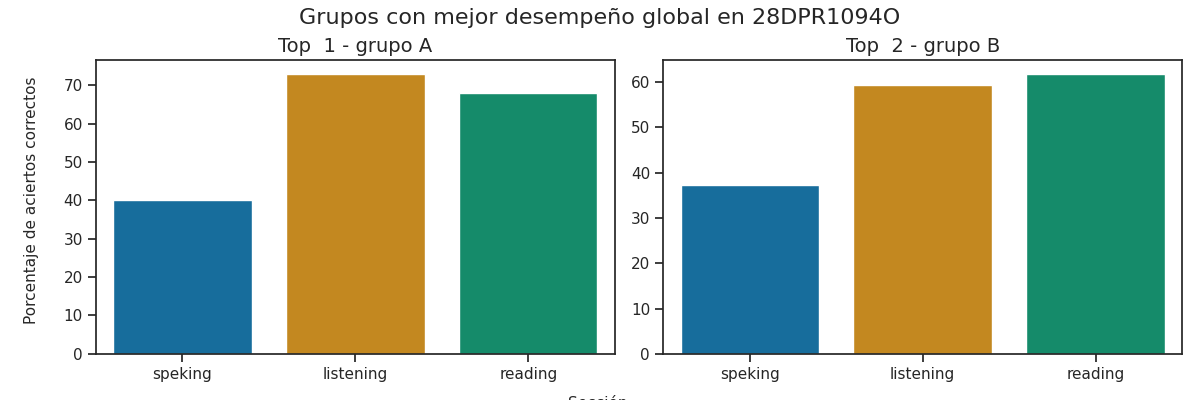 Grupos con mejor desempeño global en 28DPR1094O
Top 1 - grupo A
Top 2 - grupo B
Porcentaje de aciertos correctos
70
60
50
40
30
20
10
0
speking
listening
reading
60
50
40
30
20
10
0
speking
listening
reading
Sección